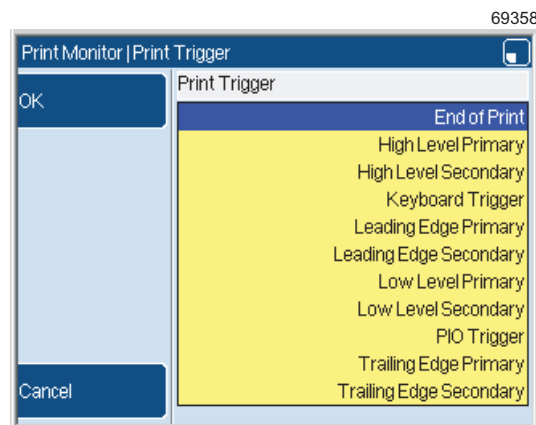 69358
Print Monitor | Print Trigger
OK
Print Trigger
End of Print
High Level Primary
High Level Secondary
Keyboard Trigger
Leading Edge Primary
Leading Edge Secondary
Low Level Primary
Low Level Secondary
PIO Trigger
Trailing Edge Primary
Trailing Edge Secondary
Cancel